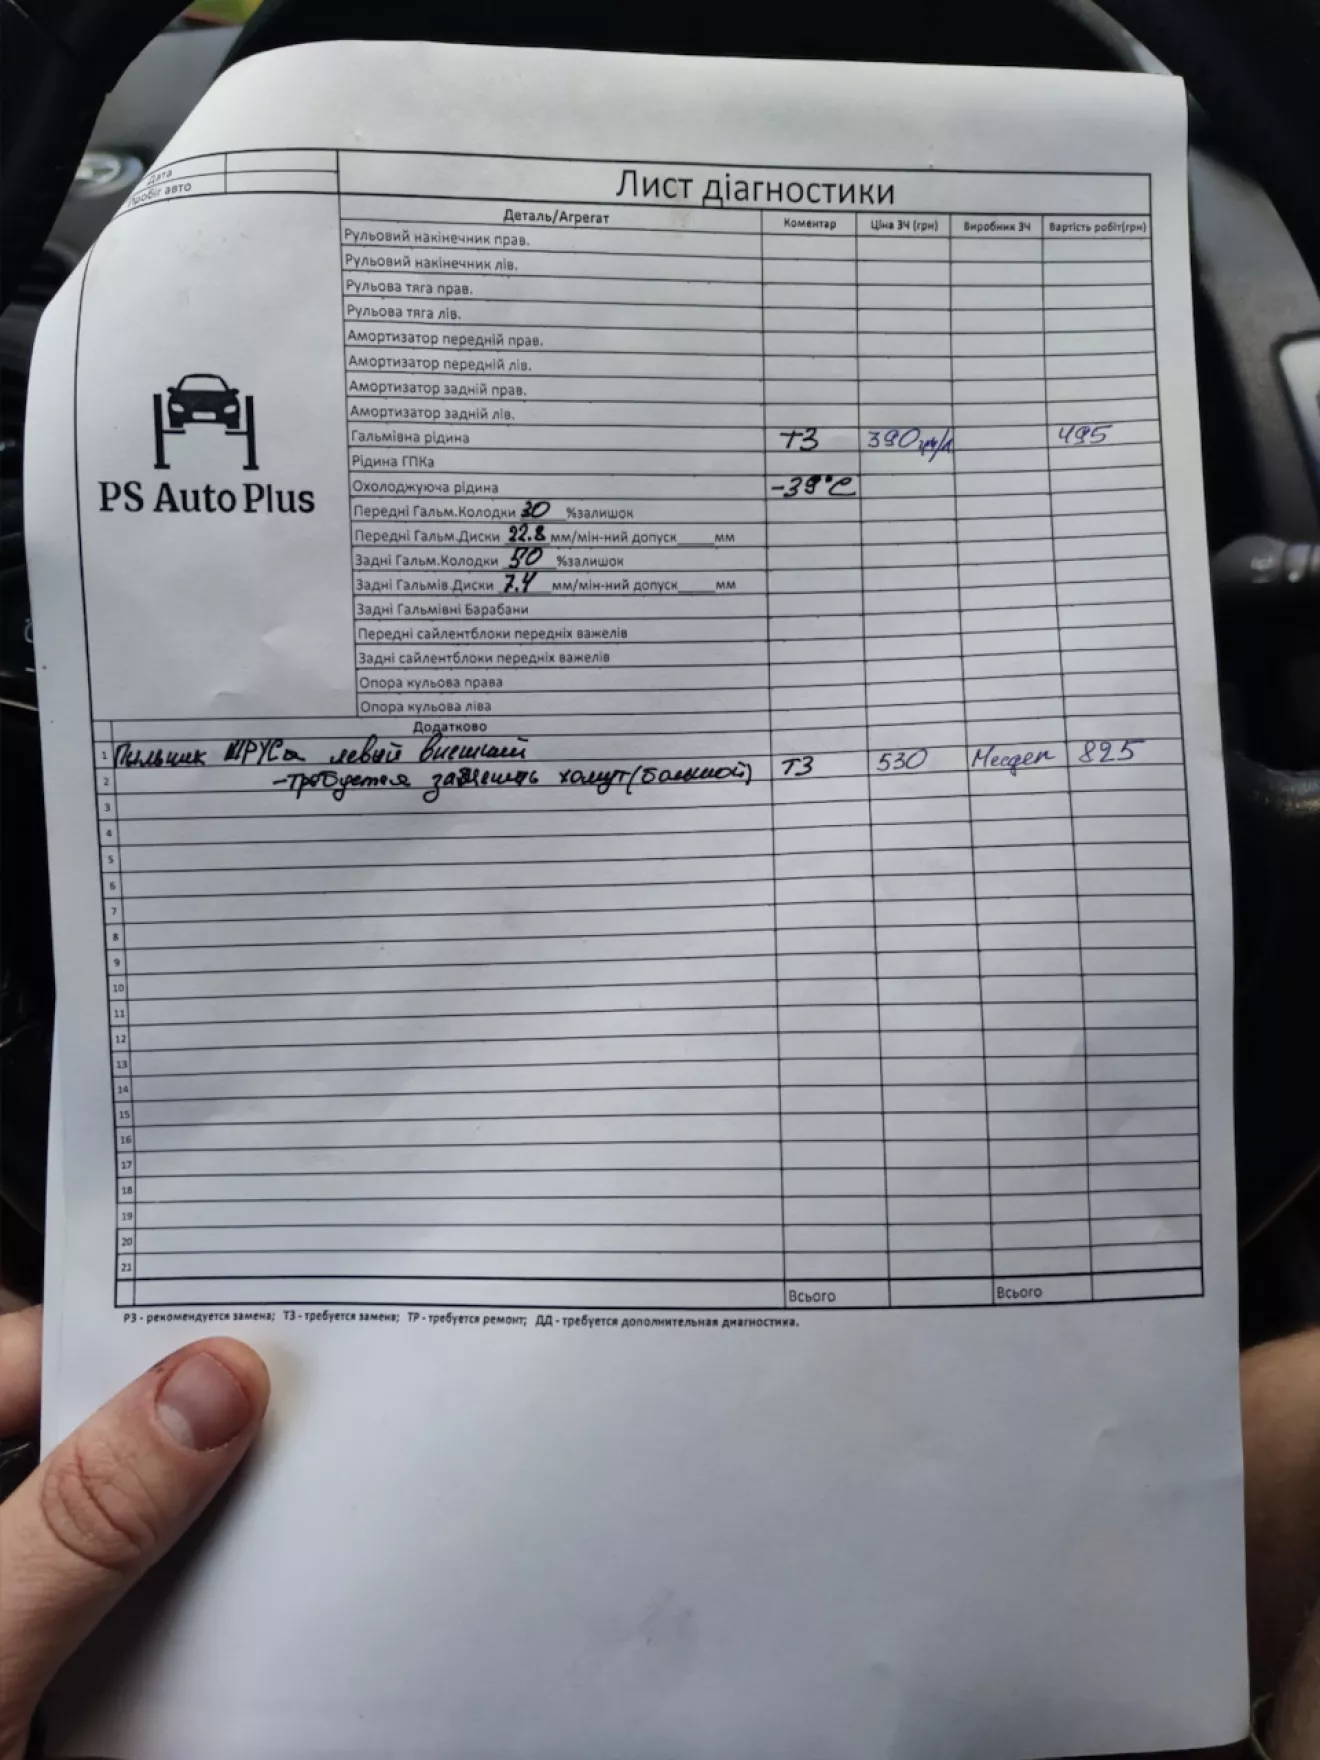 Дата
Пробіг авто
Лист діагностики
Деталь/Агрегат Коментар Ціна ЗЧ (грн) Виробник ЗЧ Вартість робіт(грн)
Рульовий накінечник прав.
Рульовий накінечник лів.
Рульова тяга прав.
Рульова тяга лів.
Амортизатор передній прав.
Амортизатор передній лів.
Амортизатор задній прав.
Амортизатор задній лів.
Гальмівна рідина ТЗ 390 грн/л 495
Рідина ГПКа
Охолоджуюча рідина -39°C
Передні Гальм.Колодки 30 %залишок
Передні Гальм.Диски 22.8 мм/мін-ний допуск_____мм
Задні Гальм.Колодки 50 %залишок
Задні Гальмів.Диски 7.4 мм/мін-ний допуск_____мм
Задні Гальмівні Барабани
Передні сайлентблоки передніх важелів
Задні сайлентблоки передніх важелів
Опора кульова права
Опора кульова ліва
PS Auto Plus
Додатково
1 Пыльник ШРУСа левый внешний
2 -требуется заменить хомут (большой) ТЗ 530 825
3
4
5
6
7
8
9
10
11
12
13
14
15
16
17
18
19
20
21
Всього Всього
РЗ - рекомендуется замена; ТЗ - требуется замена; ТР - требуется ремонт; ДД - требуется дополнительная диагностика.